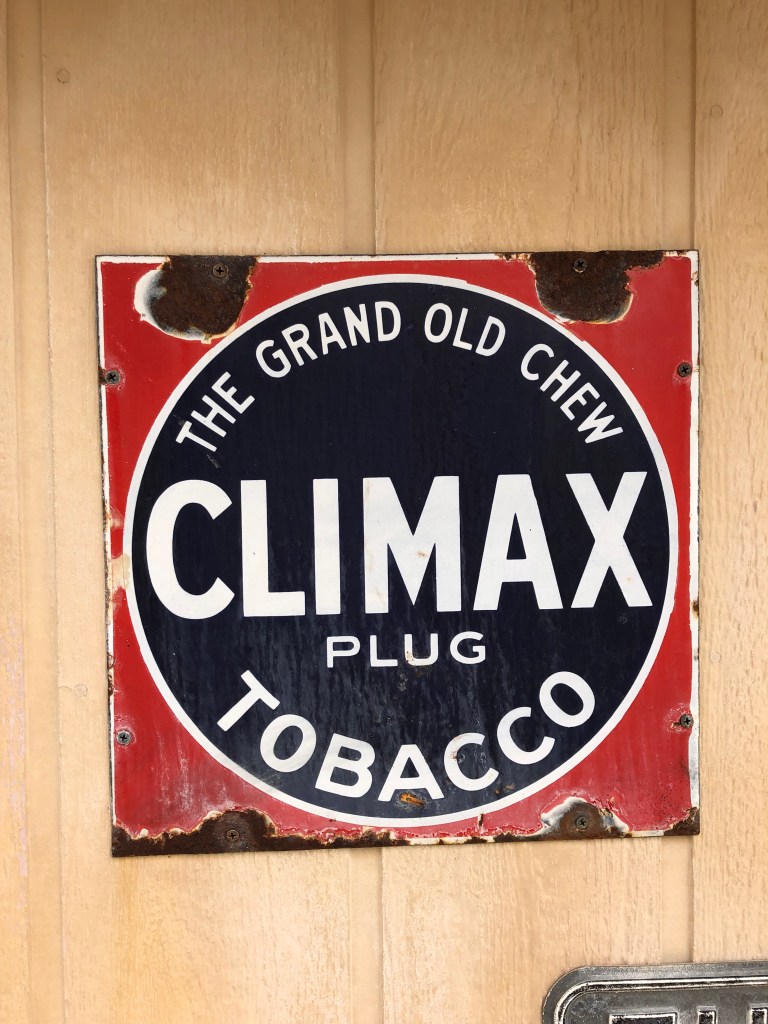 THE GRAND OLD CHEW
CLIMAX
PLUG
TOBACCO